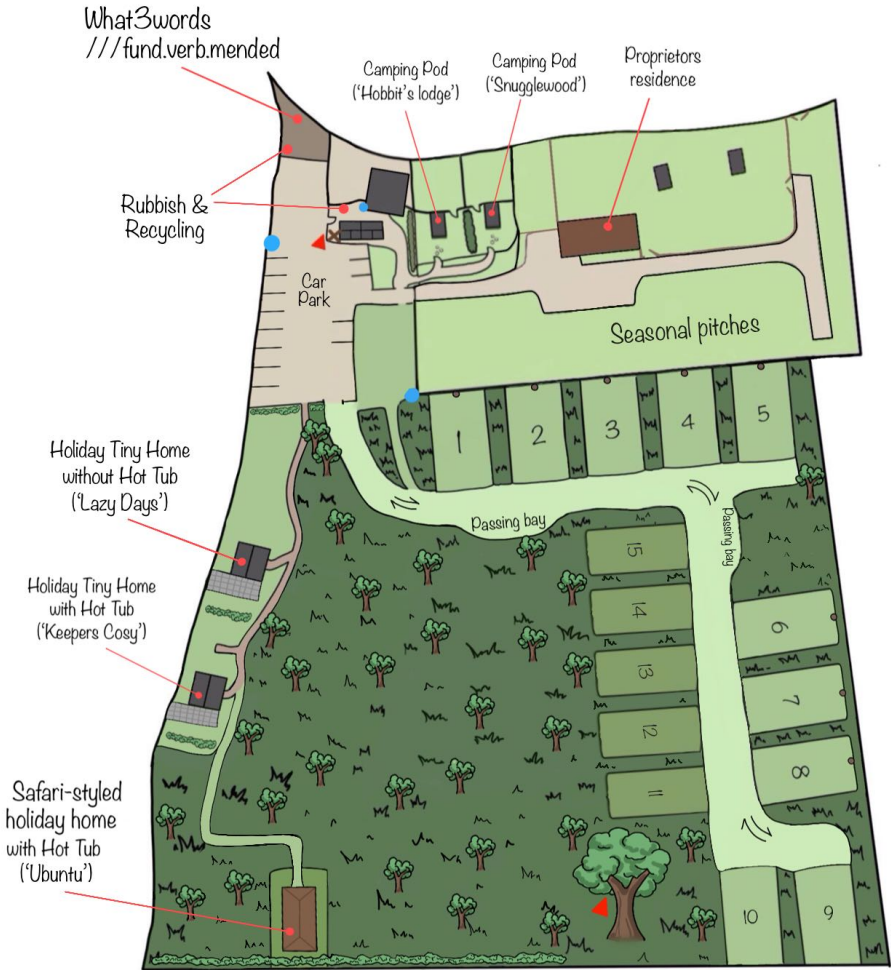 What3words
///fund.verb.mended
Camping Pod
('Hobbit's lodge')
Camping Pod
('Snugglewood')
Proprietors
residence
Rubbish &
Recycling
Car
Park
Seasonal pitches
1
2
3
4
5
Holiday Tiny Home
without Hot Tub
('Lazy Days')
Passing bay
Passing bay
15
14
13
12
11
6
7
8
Holiday Tiny Home
with Hot Tub
('Keepers Cosy')
Safari-styled
holiday home
with Hot Tub
('Ubuntu')
10
9